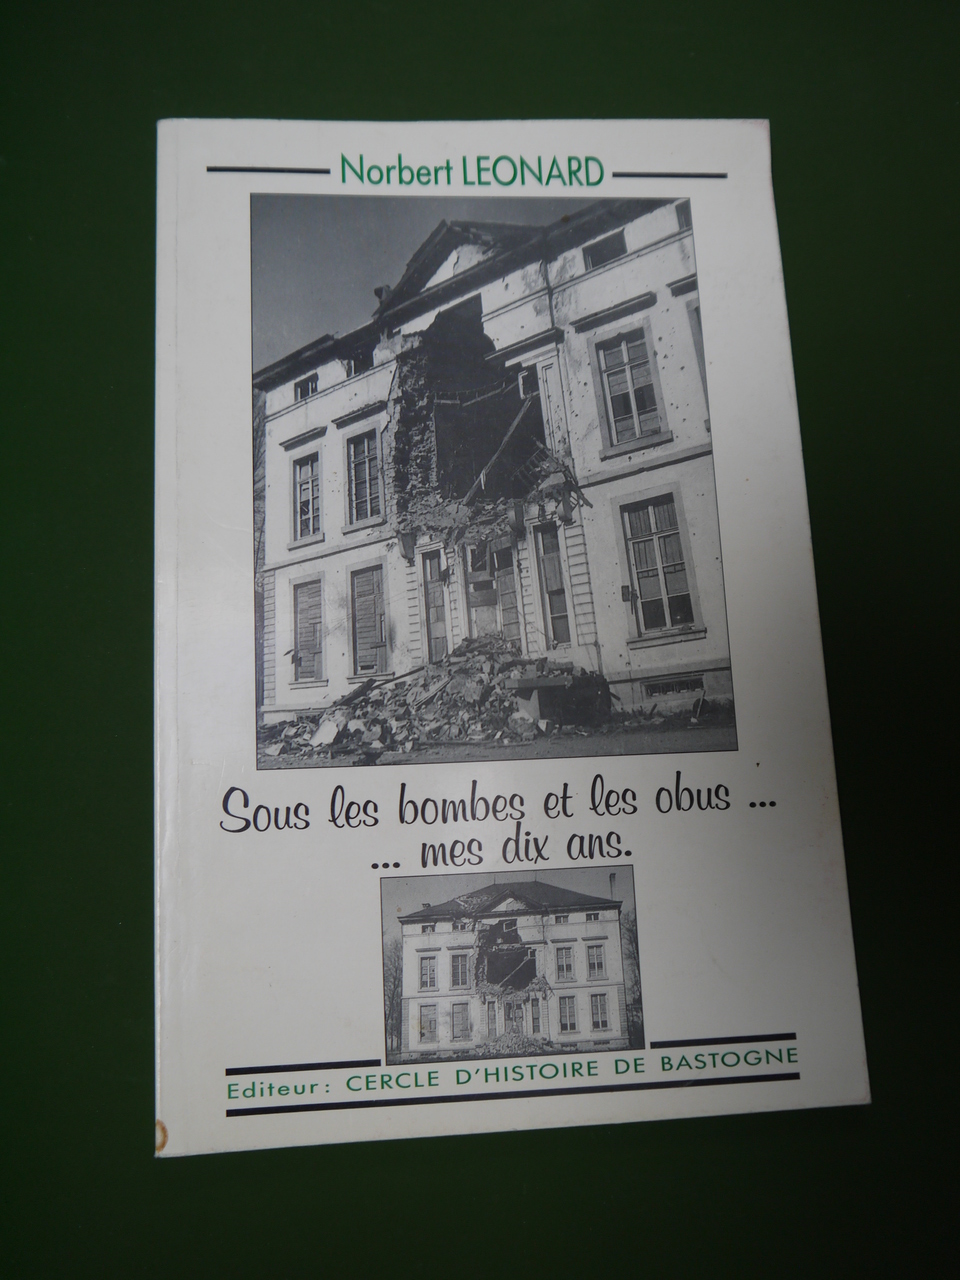 Norbert LEONARD
Sous les bombes et les obus ...
... mes dix ans.
Editeur : CERCLE D'HISTOIRE DE BASTOGNE